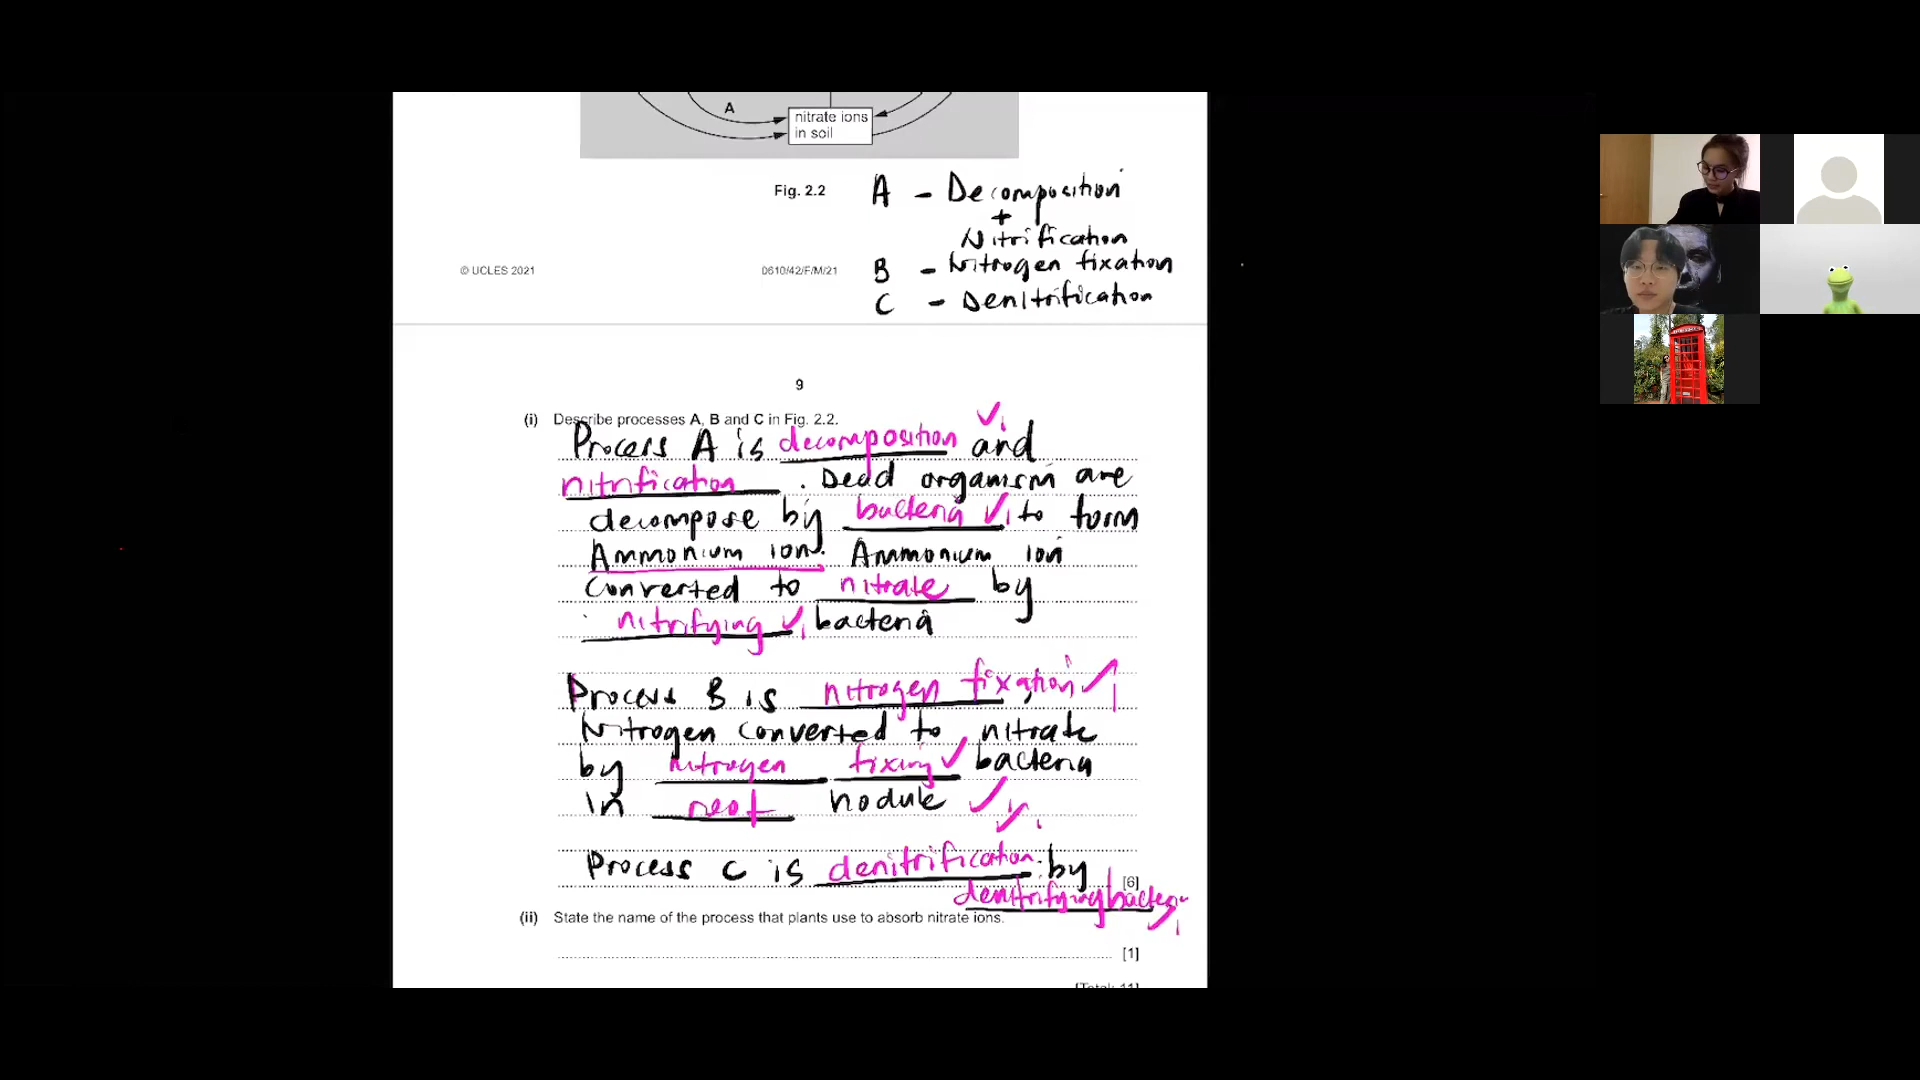 A
nitrate ions
in soil
Fig. 2.2
A - Decomposition
+
Nitrification
B - Nitrogen fixation
C - Denitrification
© UCLES 2021
0610/42/F/M/21
9
(i) Describe processes A, B and C in Fig. 2.2.
Process A is decomposition and
nitrification . Dead organism are
decompose by bacteria to form
Ammonium ion. Ammonium ion
converted to nitrate by
nitrifying bacteria
Process B is nitrogen fixation
Nitrogen converted to nitrate
by nitrogen fixing bacteria
in root nodule
Process C is denitrification by
[6]
denitrifying bacteria
(ii) State the name of the process that plants use to absorb nitrate ions.
[1]
[Total: 11]